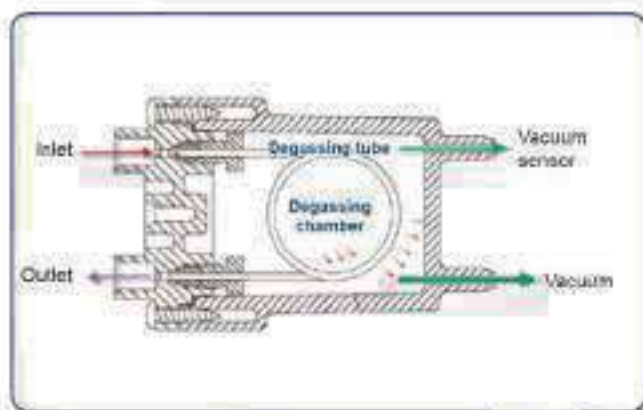 Inlet
Degassing tube
Vacuum
sensor
Degassing
chamber
Outlet
Vacuum